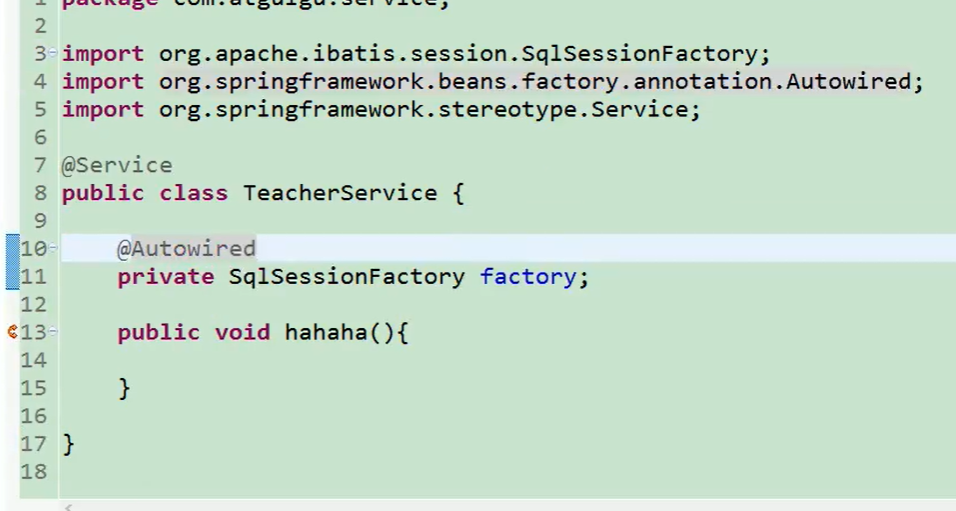 1 package com.atguigu.service;
2
3 import org.apache.ibatis.session.SqlSessionFactory;
4 import org.springframework.beans.factory.annotation.Autowired;
5 import org.springframework.stereotype.Service;
6
7 @Service
8 public class TeacherService {
9
10 @Autowired
11 private SqlSessionFactory factory;
12
13 public void hahaha(){
14
15 }
16
17 }
18